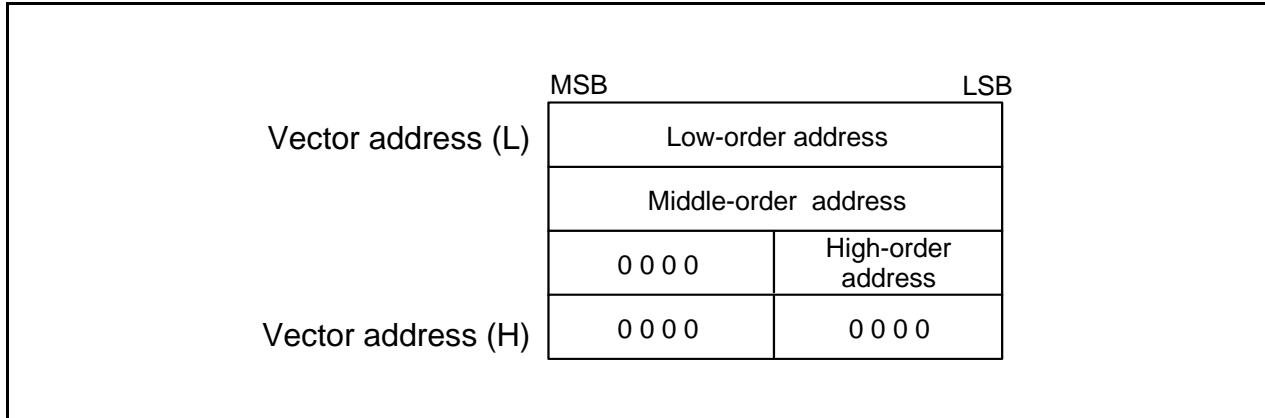 MSB LSB
Vector address (L) Low-order address
Middle-order address
0 0 0 0 High-order
address
Vector address (H) 0 0 0 0 0 0 0 0